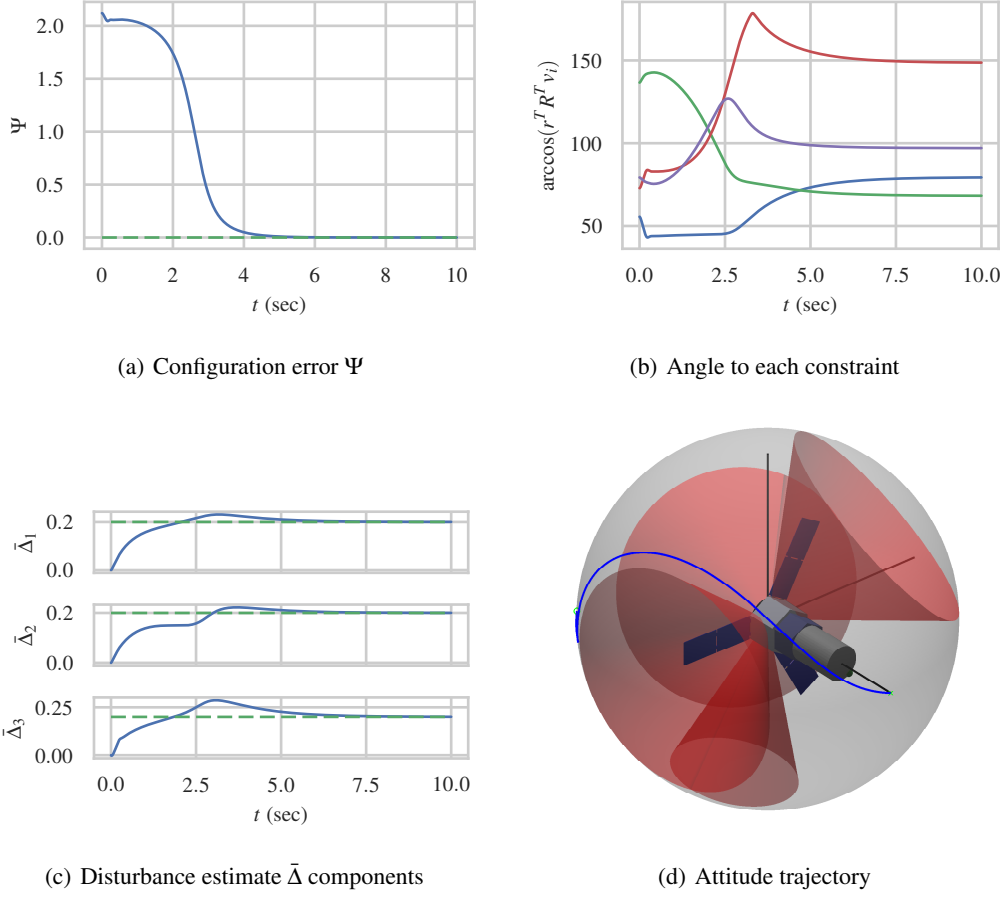 2.0
1.5
1.0
0.5
0.0
Ψ
0 2 4 6 8 10
t (sec)
(a) Configuration error Ψ
150
100
50
arccos(r^T R^T v_i)
0.0 2.5 5.0 7.5 10.0
t (sec)
(b) Angle to each constraint
0.2
0.0
Δ̄₁
0.2
0.0
Δ̄₂
0.25
0.00
Δ̄₃
0.0 2.5 5.0 7.5 10.0
t (sec)
(c) Disturbance estimate Δ̄ components
(d) Attitude trajectory